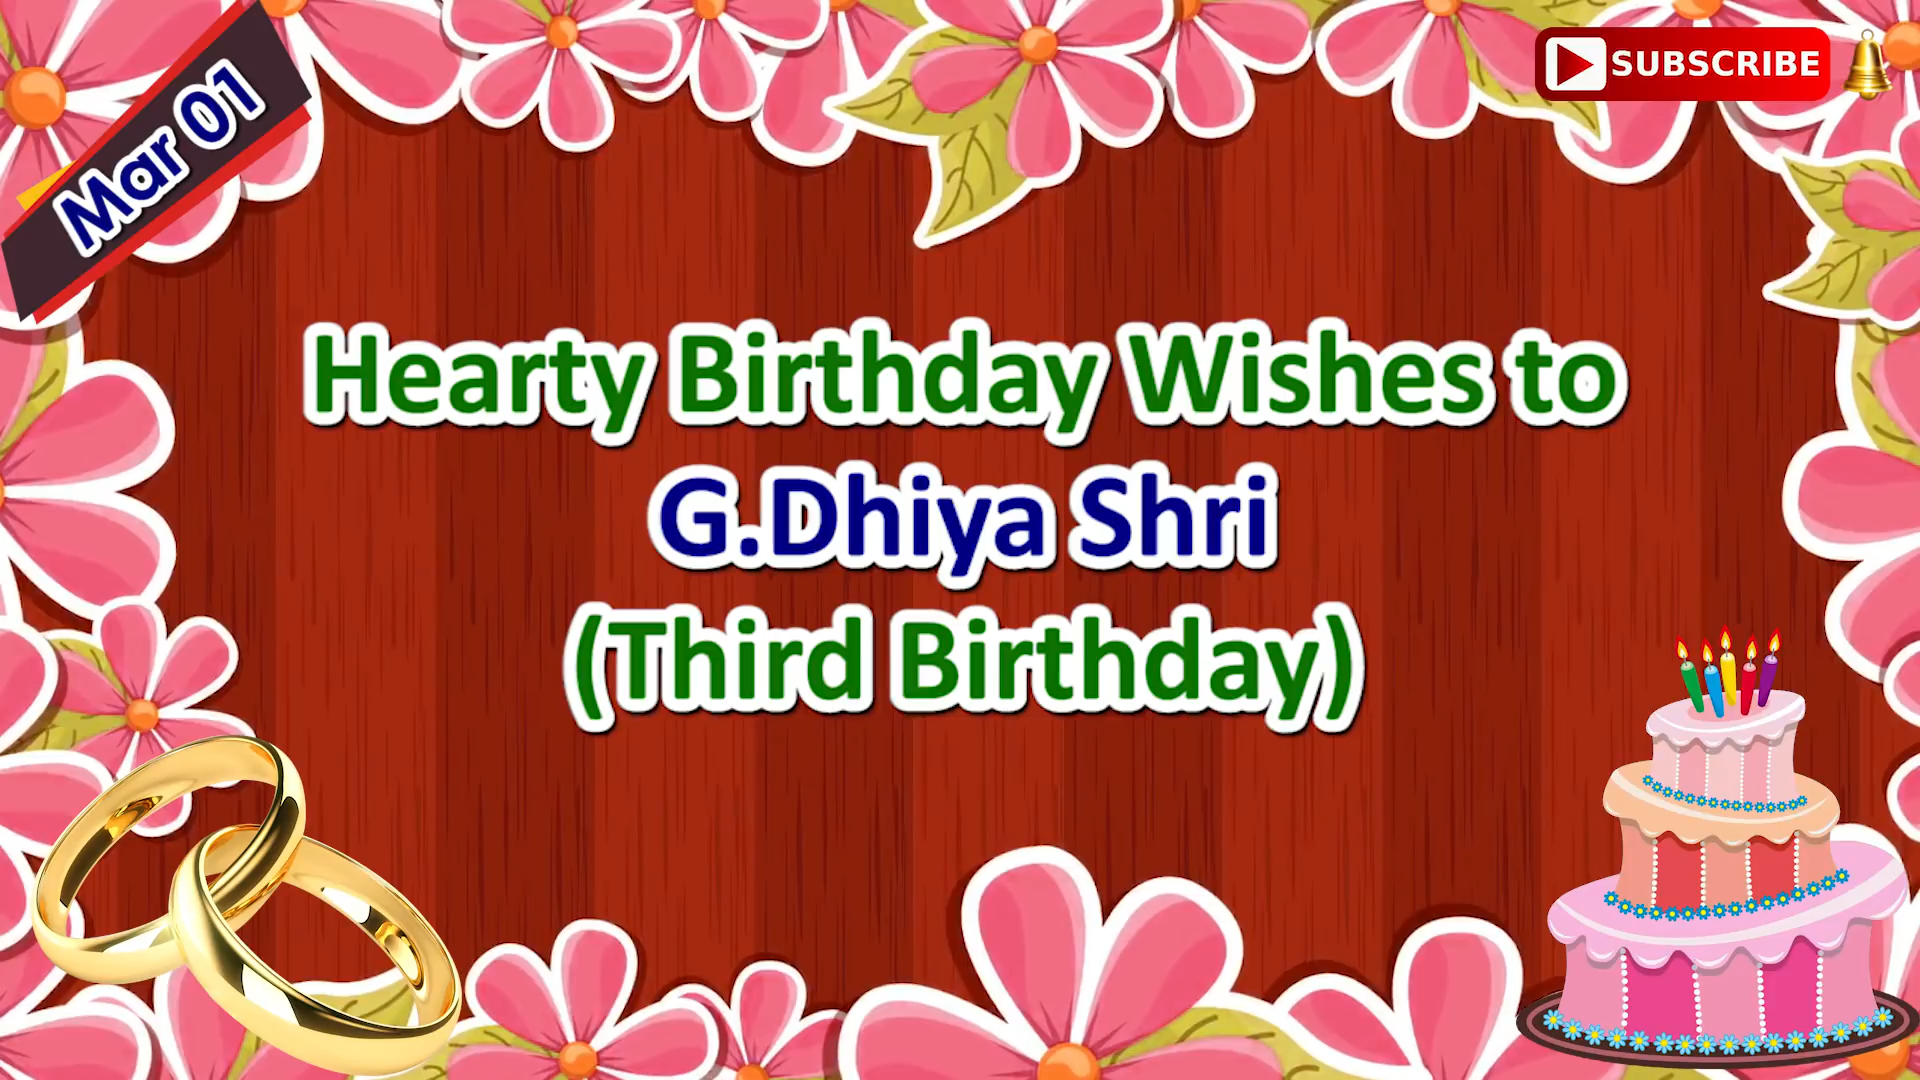 Mar 01
SUBSCRIBE
Hearty Birthday Wishes to
G.Dhiya Shri
(Third Birthday)